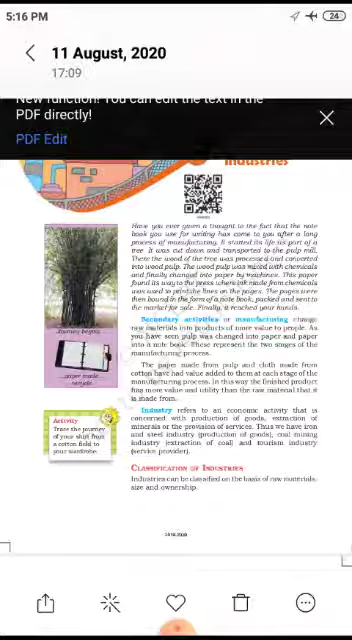 5:16 PM
24
11 August, 2020
17:09
New function! You can edit the text in the
PDF directly!
PDF Edit
Industries
Have you ever given a thought to the fact that the note
book you use for writing has come to you after a long
process of manufacturing. It started its life as part of a
tree. It was cut down and transported to the pulp mill.
There the wood of the tree was processed and converted
into wood pulp. The wood pulp was mixed with chemicals
and finally changed into paper by machines. This paper
found its way to the press where ink made from chemicals
was used to print the lines on the pages. The pages were
then bound in the form of a note book, packed and sent to
the market for sale. Finally, it reached your hands.
Journey begins
...paper made
Secondary activities or manufacturing change
raw materials into products of more value to people. As
you have seen pulp was changed into paper and paper
into a note book. These represent the two stages of the
manufacturing process.
The paper made from pulp and cloth made from
cotton have had value added to them at each stage of the
manufacturing process. In this way the finished product
has more value and utility than the raw material that it
is made from.
Activity
Trace the journey
of your shirt from
a cotton field to
your wardrobe.
Industry refers to an economic activity that is
concerned with production of goods, extraction of
minerals or the provision of services. Thus we have iron
and steel industry (production of goods), coal mining
industry (extraction of coal) and tourism industry
(service provider).
CLASSIFICATION OF INDUSTRIES
Industries can be classified on the basis of raw materials,
size and ownership.